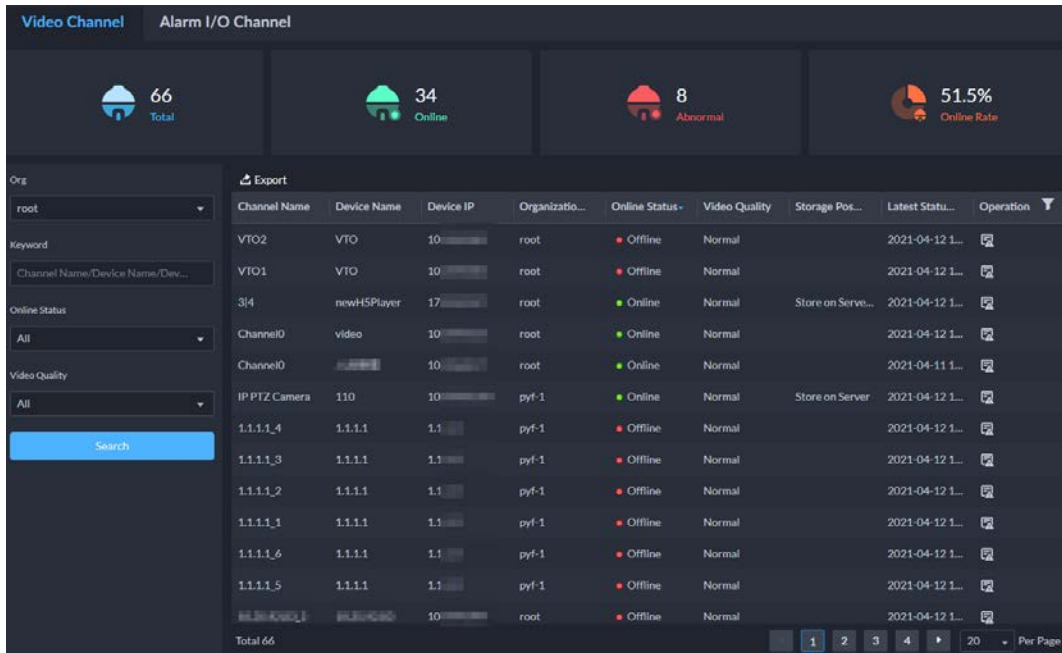 Video Channel Alarm I/O Channel
66 34 8 51.5%
Total Online Abnormal Online Rate
Org
root
Keyword
Channel Name/Device Name/Dev...
Online Status
All
Video Quality
All
Search
Export
Channel Name Device Name Device IP Organizatio... Online Status Video Quality Storage Pos... Latest Statu... Operation
VTO2 VTO 10 root Offline Normal 2021-04-12 1...
VTO1 VTO 10 root Offline Normal 2021-04-12 1...
3|4 newH5Player 17 root Online Normal Store on Serve... 2021-04-12 1...
Channel0 video 10 root Online Normal 2021-04-12 1...
Channel0 10 root Online Normal 2021-04-11 1...
IP PTZ Camera 110 10 pyf-1 Online Normal Store on Server 2021-04-12 1...
1.1.1.1_4 1.1.1.1 1.1 pyf-1 Offline Normal 2021-04-12 1...
1.1.1.1_3 1.1.1.1 1.1 pyf-1 Offline Normal 2021-04-12 1...
1.1.1.1_2 1.1.1.1 1.1 pyf-1 Offline Normal 2021-04-12 1...
1.1.1.1_1 1.1.1.1 1.1 pyf-1 Offline Normal 2021-04-12 1...
1.1.1.1_6 1.1.1.1 1.1 pyf-1 Offline Normal 2021-04-12 1...
1.1.1.1_5 1.1.1.1 1.1 pyf-1 Offline Normal 2021-04-12 1...
10 root Offline Normal 2021-04-12 1...
Total 66 1 2 3 4 20 Per Page